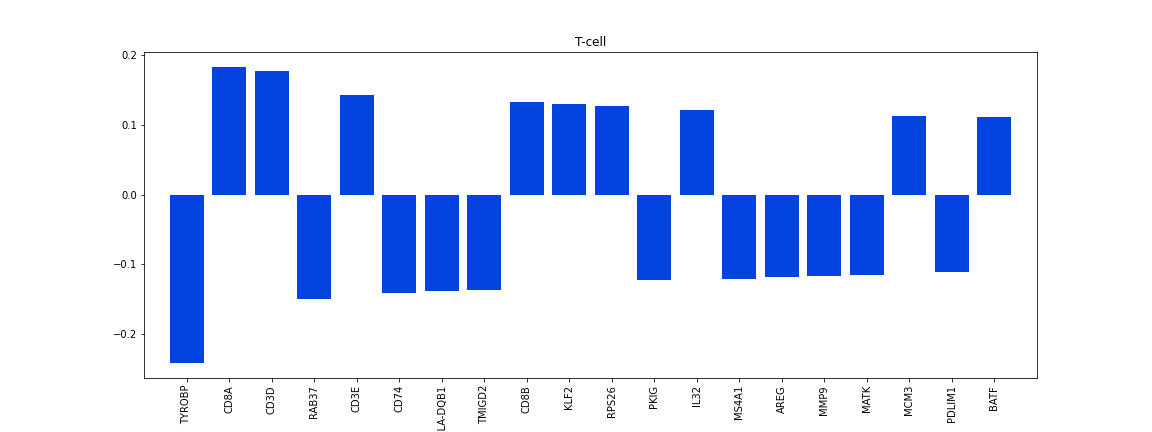 T-cell
0.2
0.1
0.0
−0.1
−0.2
TYROBP
CD8A
CD3D
RAB37
CD3E
CD74
LA-DQB1
TMIGD2
CD8B
KLF2
RPS26
PKIG
IL32
MS4A1
AREG
MMP9
MATK
MCM3
PDLIM1
BATF